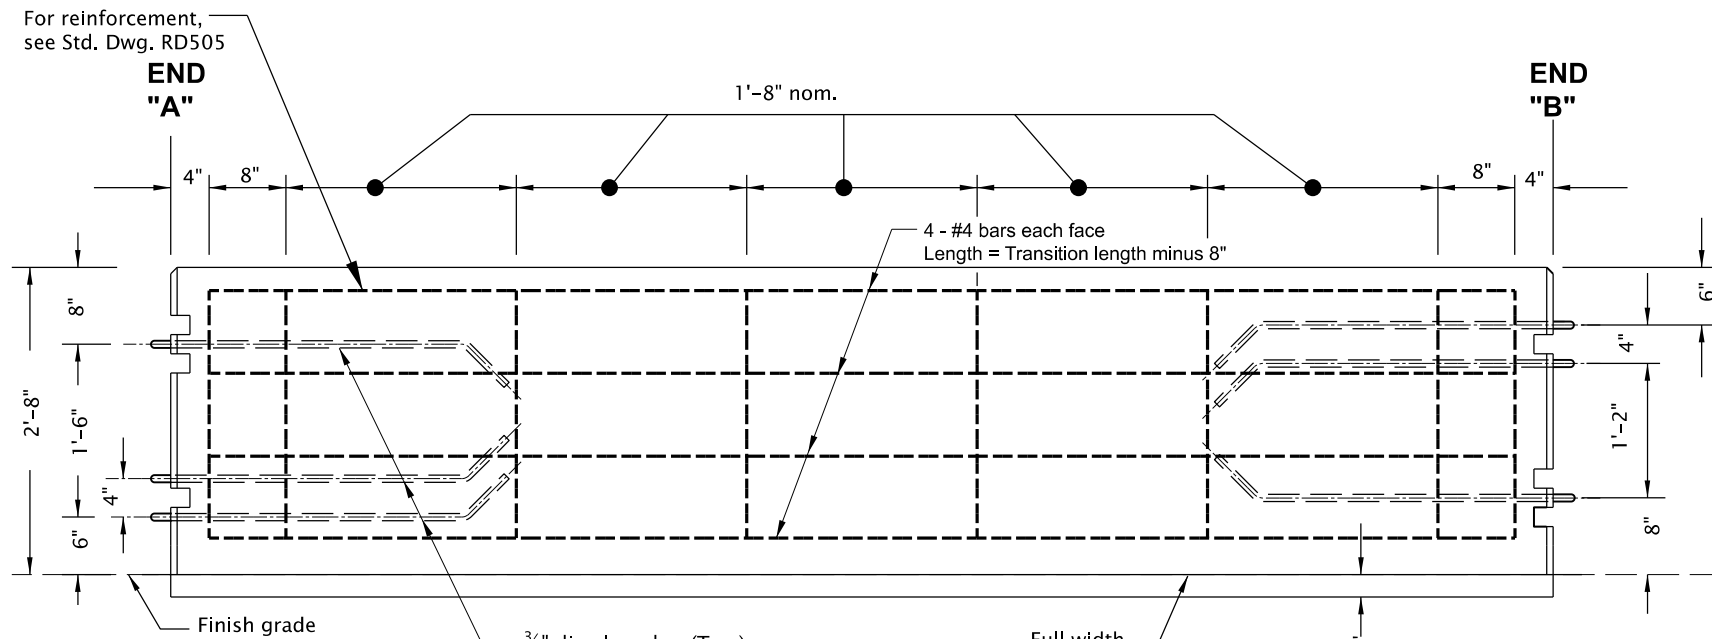 For reinforcement,
see Std. Dwg. RD505
END
"A"
END
"B"
1'-8" nom.
4"
8"
8"
4"
4 - #4 bars each face
Length = Transition length minus 8"
2'-8"
8"
1'-6"
4"
6"
6"
4"
1'-2"
8"
Finish grade
Full width